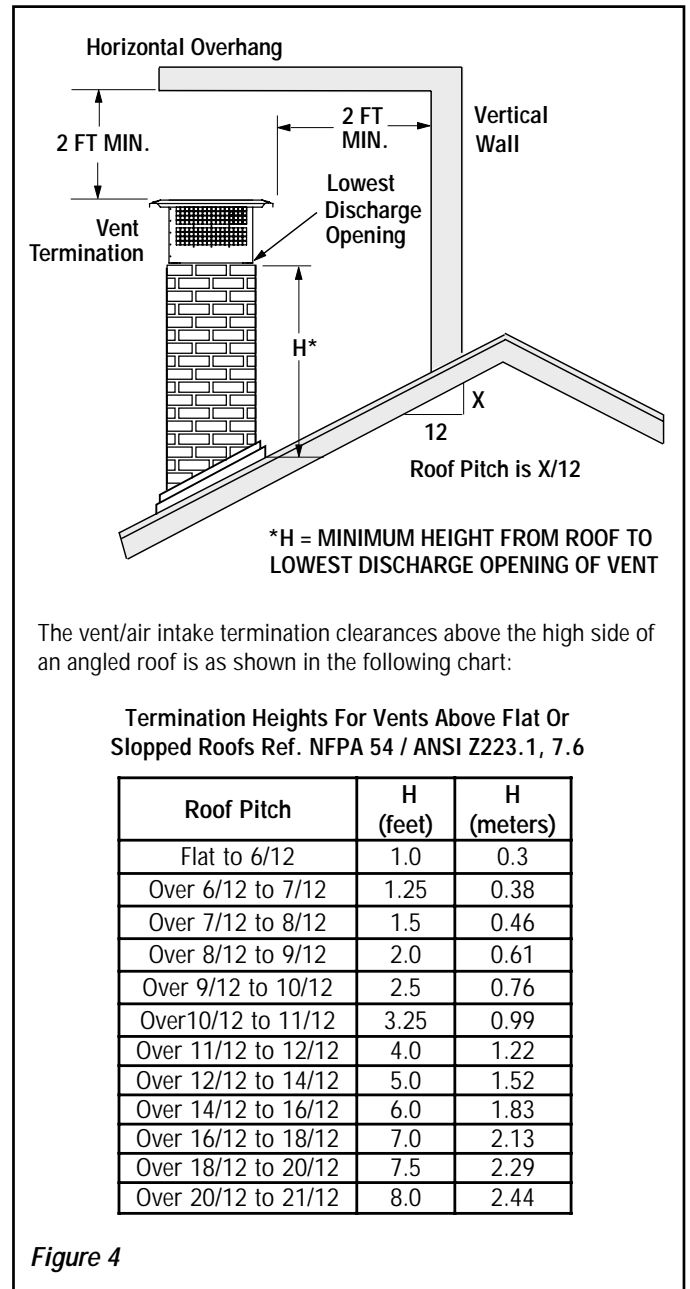 Horizontal Overhang
2 FT MIN.
2 FT
MIN.
Vertical
Wall
Lowest
Discharge
Opening
Vent
Termination
H*
X
12
Roof Pitch is X/12
*H = MINIMUM HEIGHT FROM ROOF TO
LOWEST DISCHARGE OPENING OF VENT
The vent/air intake termination clearances above the high side of
an angled roof is as shown in the following chart:
Termination Heights For Vents Above Flat Or
Slopped Roofs Ref. NFPA 54 / ANSI Z223.1, 7.6
Roof Pitch H (feet) H (meters)
Flat to 6/12 1.0 0.3
Over 6/12 to 7/12 1.25 0.38
Over 7/12 to 8/12 1.5 0.46
Over 8/12 to 9/12 2.0 0.61
Over 9/12 to 10/12 2.5 0.76
Over10/12 to 11/12 3.25 0.99
Over 11/12 to 12/12 4.0 1.22
Over 12/12 to 14/12 5.0 1.52
Over 14/12 to 16/12 6.0 1.83
Over 16/12 to 18/12 7.0 2.13
Over 18/12 to 20/12 7.5 2.29
Over 20/12 to 21/12 8.0 2.44
Figure 4